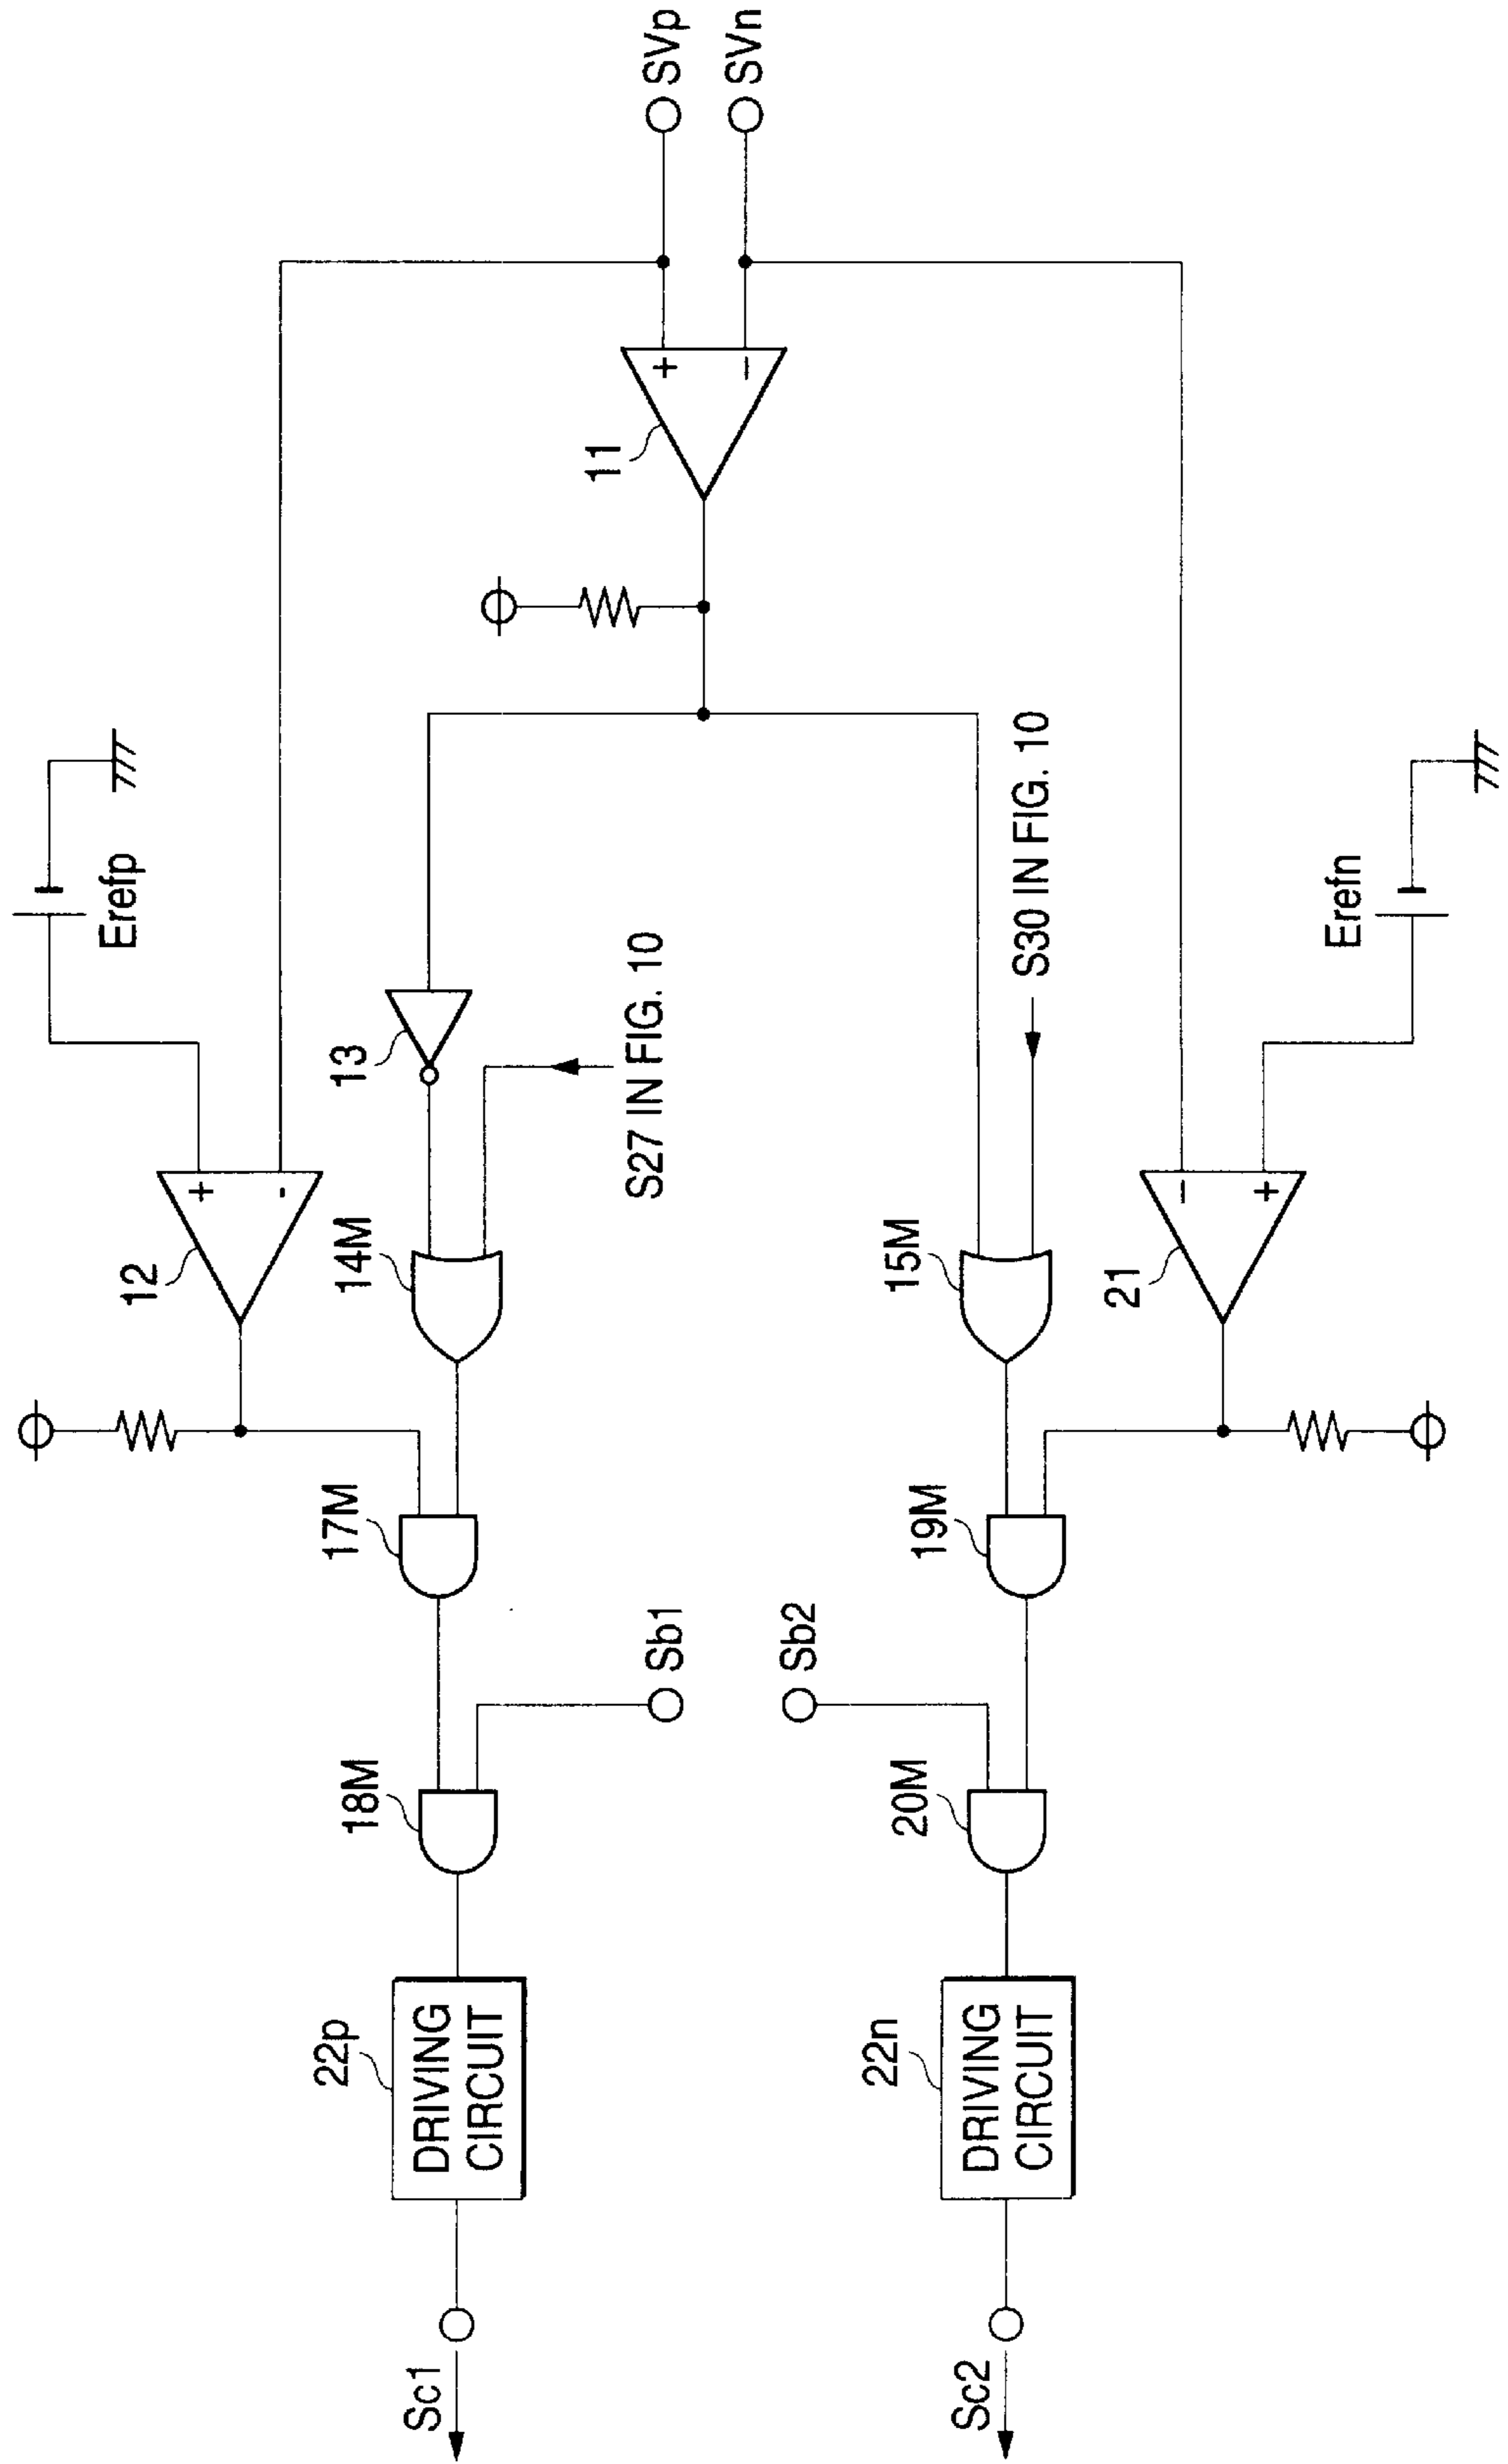 SVp
SVn
+
−
11
Erefp
+
-
12
13
S27 IN FIG. 10
14M
S30 IN FIG. 10
15M
Erefn
−
+
21
17M
19M
Sb1
Sb2
18M
20M
22p
DRIVING
CIRCUIT
22n
DRIVING
CIRCUIT
Sc1
Sc2